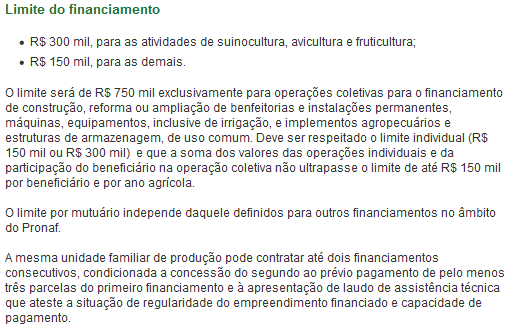 Limite do financiamento
• R$ 300 mil, para as atividades de suinocultura, avicultura e fruticultura;
• R$ 150 mil, para as demais.
O limite será de R$ 750 mil exclusivamente para operações coletivas para o financiamento
de construção, reforma ou ampliação de benfeitorias e instalações permanentes,
máquinas, equipamentos, inclusive de irrigação, e implementos agropecuários e
estruturas de armazenagem, de uso comum. Deve ser respeitado o limite individual (R$
150 mil ou R$ 300 mil) e que a soma dos valores das operações individuais e da
participação do beneficiário na operação coletiva não ultrapasse o limite de até R$ 150 mil
por beneficiário e por ano agrícola.
O limite por mutuário independe daquele definidos para outros financiamentos no âmbito
do Pronaf.
A mesma unidade familiar de produção pode contratar até dois financiamentos
consecutivos, condicionada a concessão do segundo ao prévio pagamento de pelo menos
três parcelas do primeiro financiamento e à apresentação de laudo de assistência técnica
que ateste a situação de regularidade do empreendimento financiado e capacidade de
pagamento.